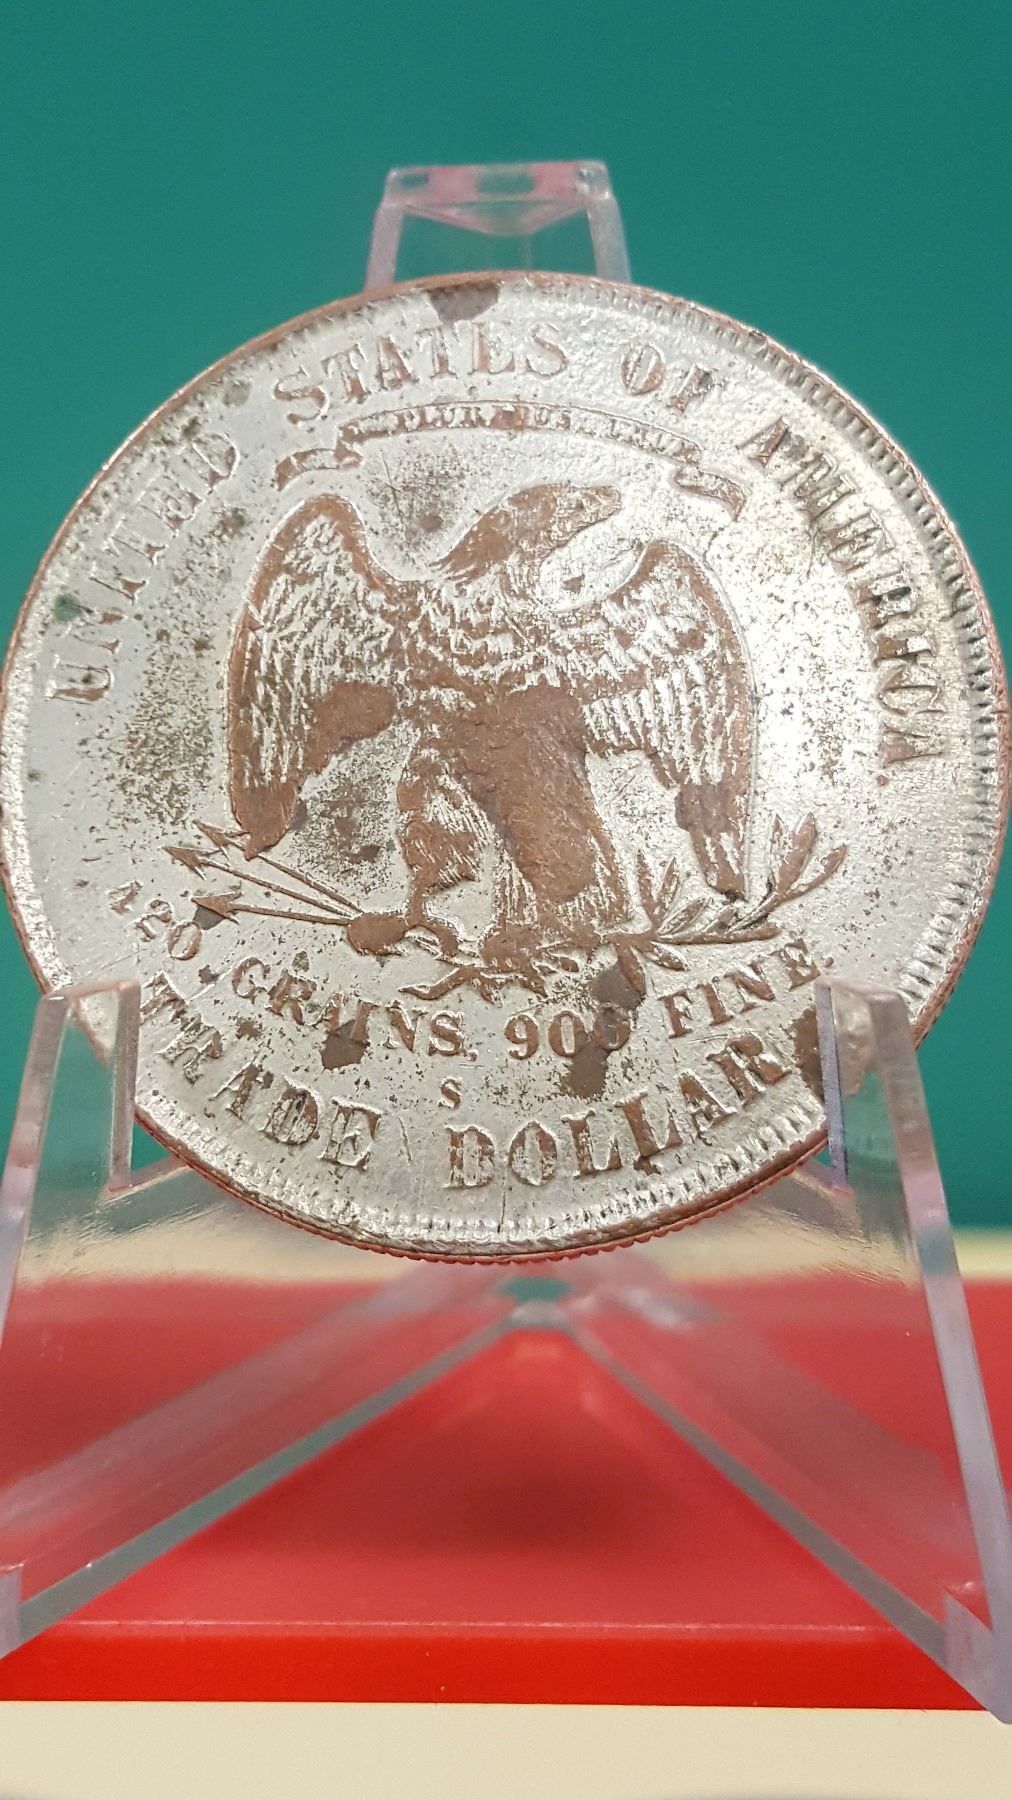 UNITED STATES OF AMERICA
420 GRAINS, 900 FINE.
S
TRADE DOLLAR